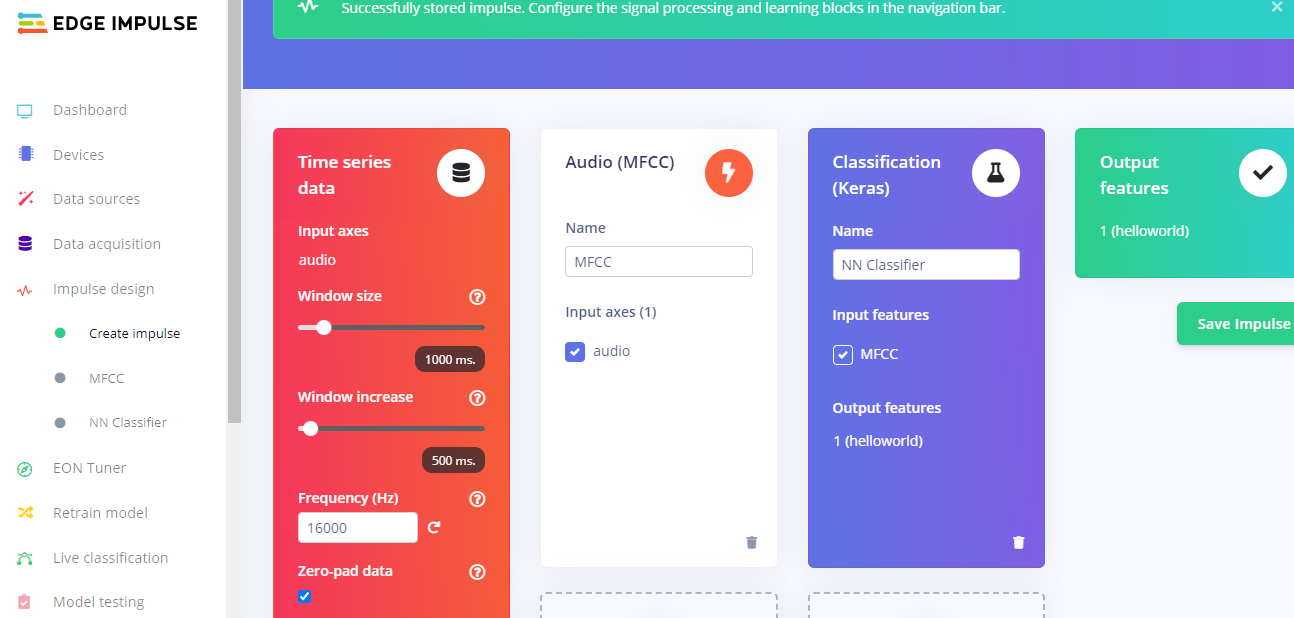 EDGE IMPULSE
Dashboard
Devices
Data sources
Data acquisition
Impulse design
Create impulse
MFCC
NN Classifier
EON Tuner
Retrain model
Live classification
Model testing
Successfully stored impulse. Configure the signal processing and learning blocks in the navigation bar.
Time series
data
Input axes
audio
Window size
1000 ms.
Window increase
500 ms.
Frequency (Hz)
16000
Zero-pad data
Audio (MFCC)
Name
MFCC
Input axes (1)
audio
Classification
(Keras)
Name
NN Classifier
Input features
MFCC
Output features
1 (helloworld)
Output
features
1 (helloworld)
Save Impulse